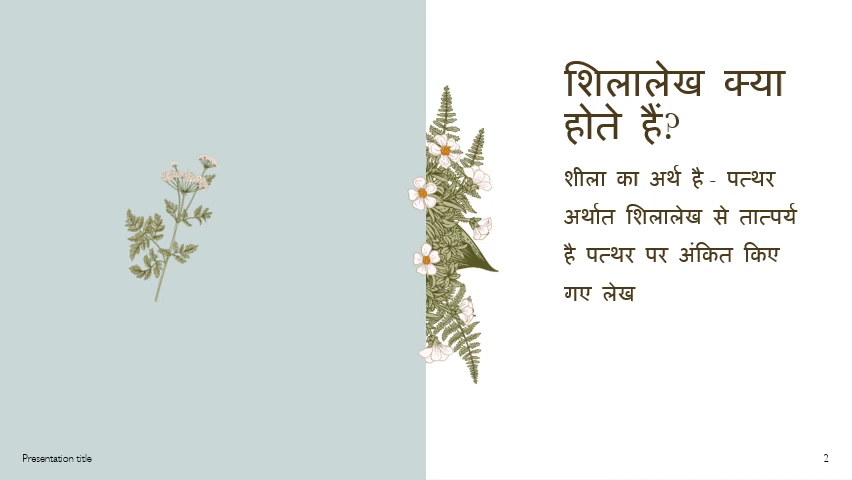 शिलालेख क्या
होते हैं?
शीला का अर्थ है - पत्थर
अर्थात शिलालेख से तात्पर्य
है पत्थर पर अंकित किए
गए लेख
Presentation title
2